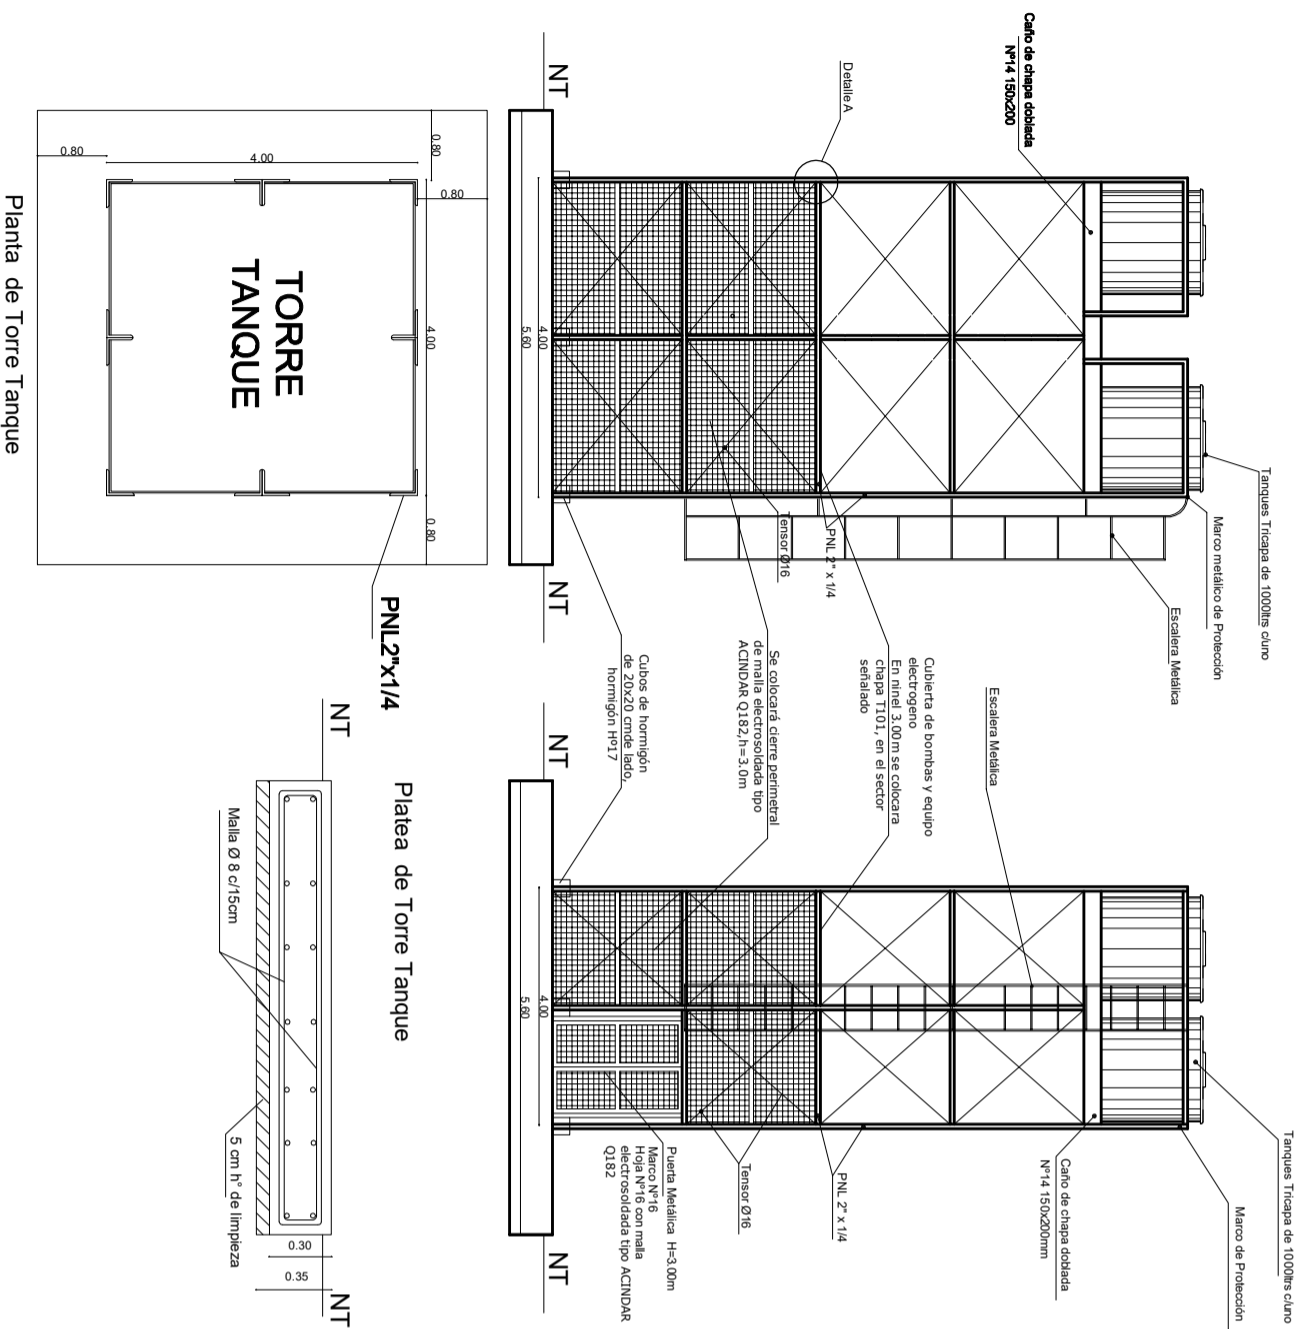 Caño de chapa doblada
Nº14 150x200
Detalle A
NT
4.00
5.60
NT
Tanques Tricapa de 1000ltrs c/uno
Marco metálico de Protección
Escalera Metálica
PNL 2" x 1/4
Tensor Ø16
Cubierta de bombas y equipo
electrogeno
En ninel 3.00m se colocara
chapa T101, en el sector
señalado
Se colocará cierre perimetral
de malla electrosoldada tipo
ACINDAR Q182,h=3.0m
Cubos de hormigón
de 20x20 cmde lado,
hormigón Hº17
Escalera Metálica
NT
4.00
5.60
NT
Tanques Tricapa de 1000ltrs c/uno
Marco de Protección
Caño de chapa doblada
Nº14 150x200mm
PNL 2" x 1/4
Tensor Ø16
Puerta Metálica H=3.00m
Marco Nº16
Hoja Nº16 con malla
electrosoldada tipo ACINDAR
Q182
0.80
4.00
0.80
0.80
4.00
0.80
TORRE
TANQUE
PNL2"x1/4
Planta de Torre Tanque
Platea de Torre Tanque
NT
Malla Ø 8 c/15cm
5 cm hº de limpieza
0.30
0.35
NT